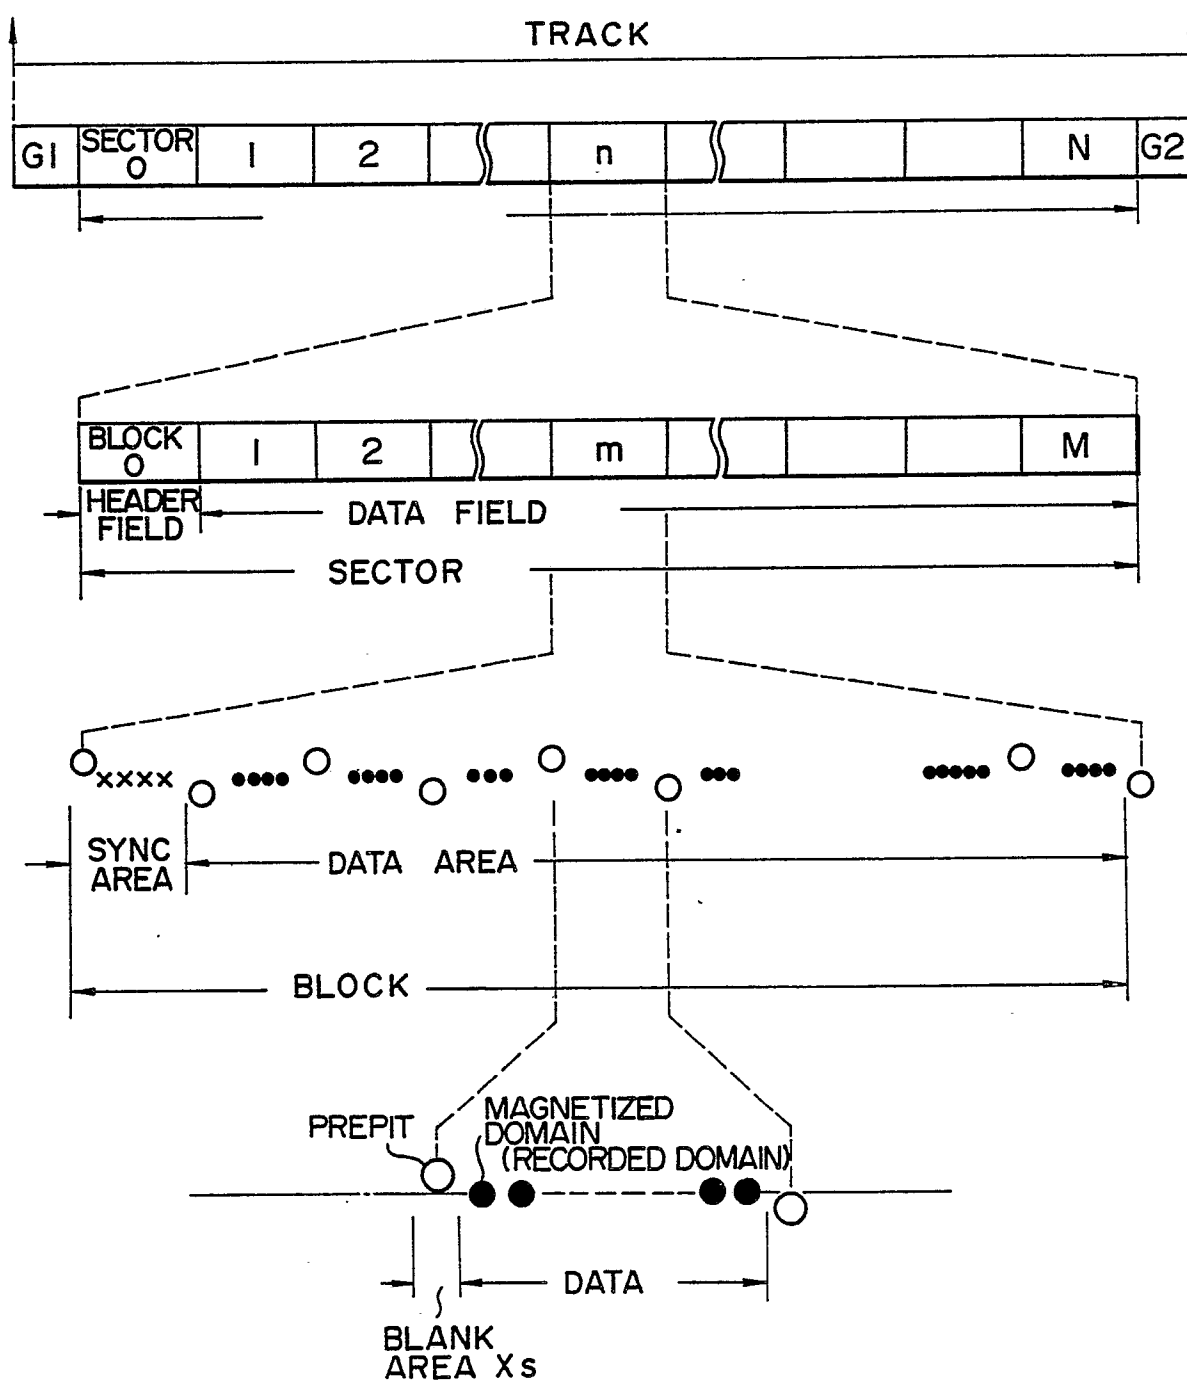 TRACK
G1 SECTOR 0 1 2 n N G2
BLOCK 0 1 2 m M
HEADER FIELD
DATA FIELD
SECTOR
××××
SYNC AREA
DATA AREA
BLOCK
PREPIT
MAGNETIZED
DOMAIN
(RECORDED DOMAIN)
DATA
BLANK
AREA Xs